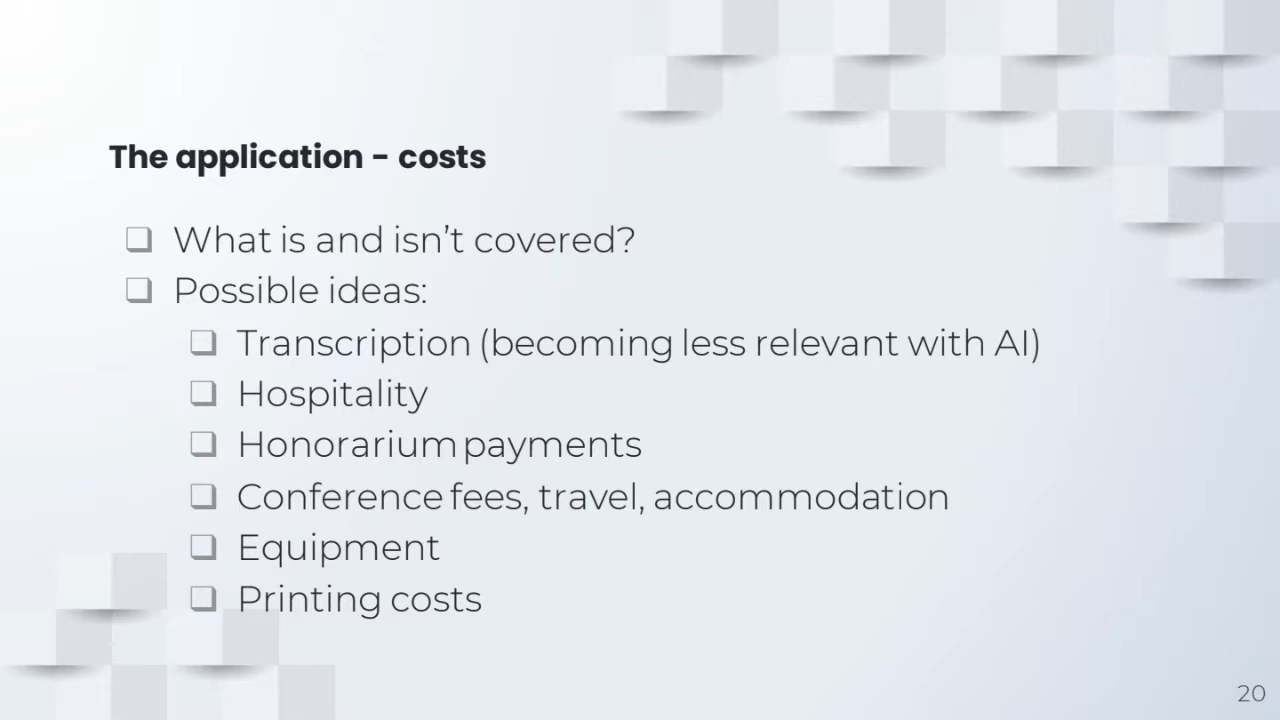 The application - costs
❑ What is and isn't covered?
❑ Possible ideas:
❑ Transcription (becoming less relevant with AI)
❑ Hospitality
❑ Honorarium payments
❑ Conference fees, travel, accommodation
❑ Equipment
❑ Printing costs
20